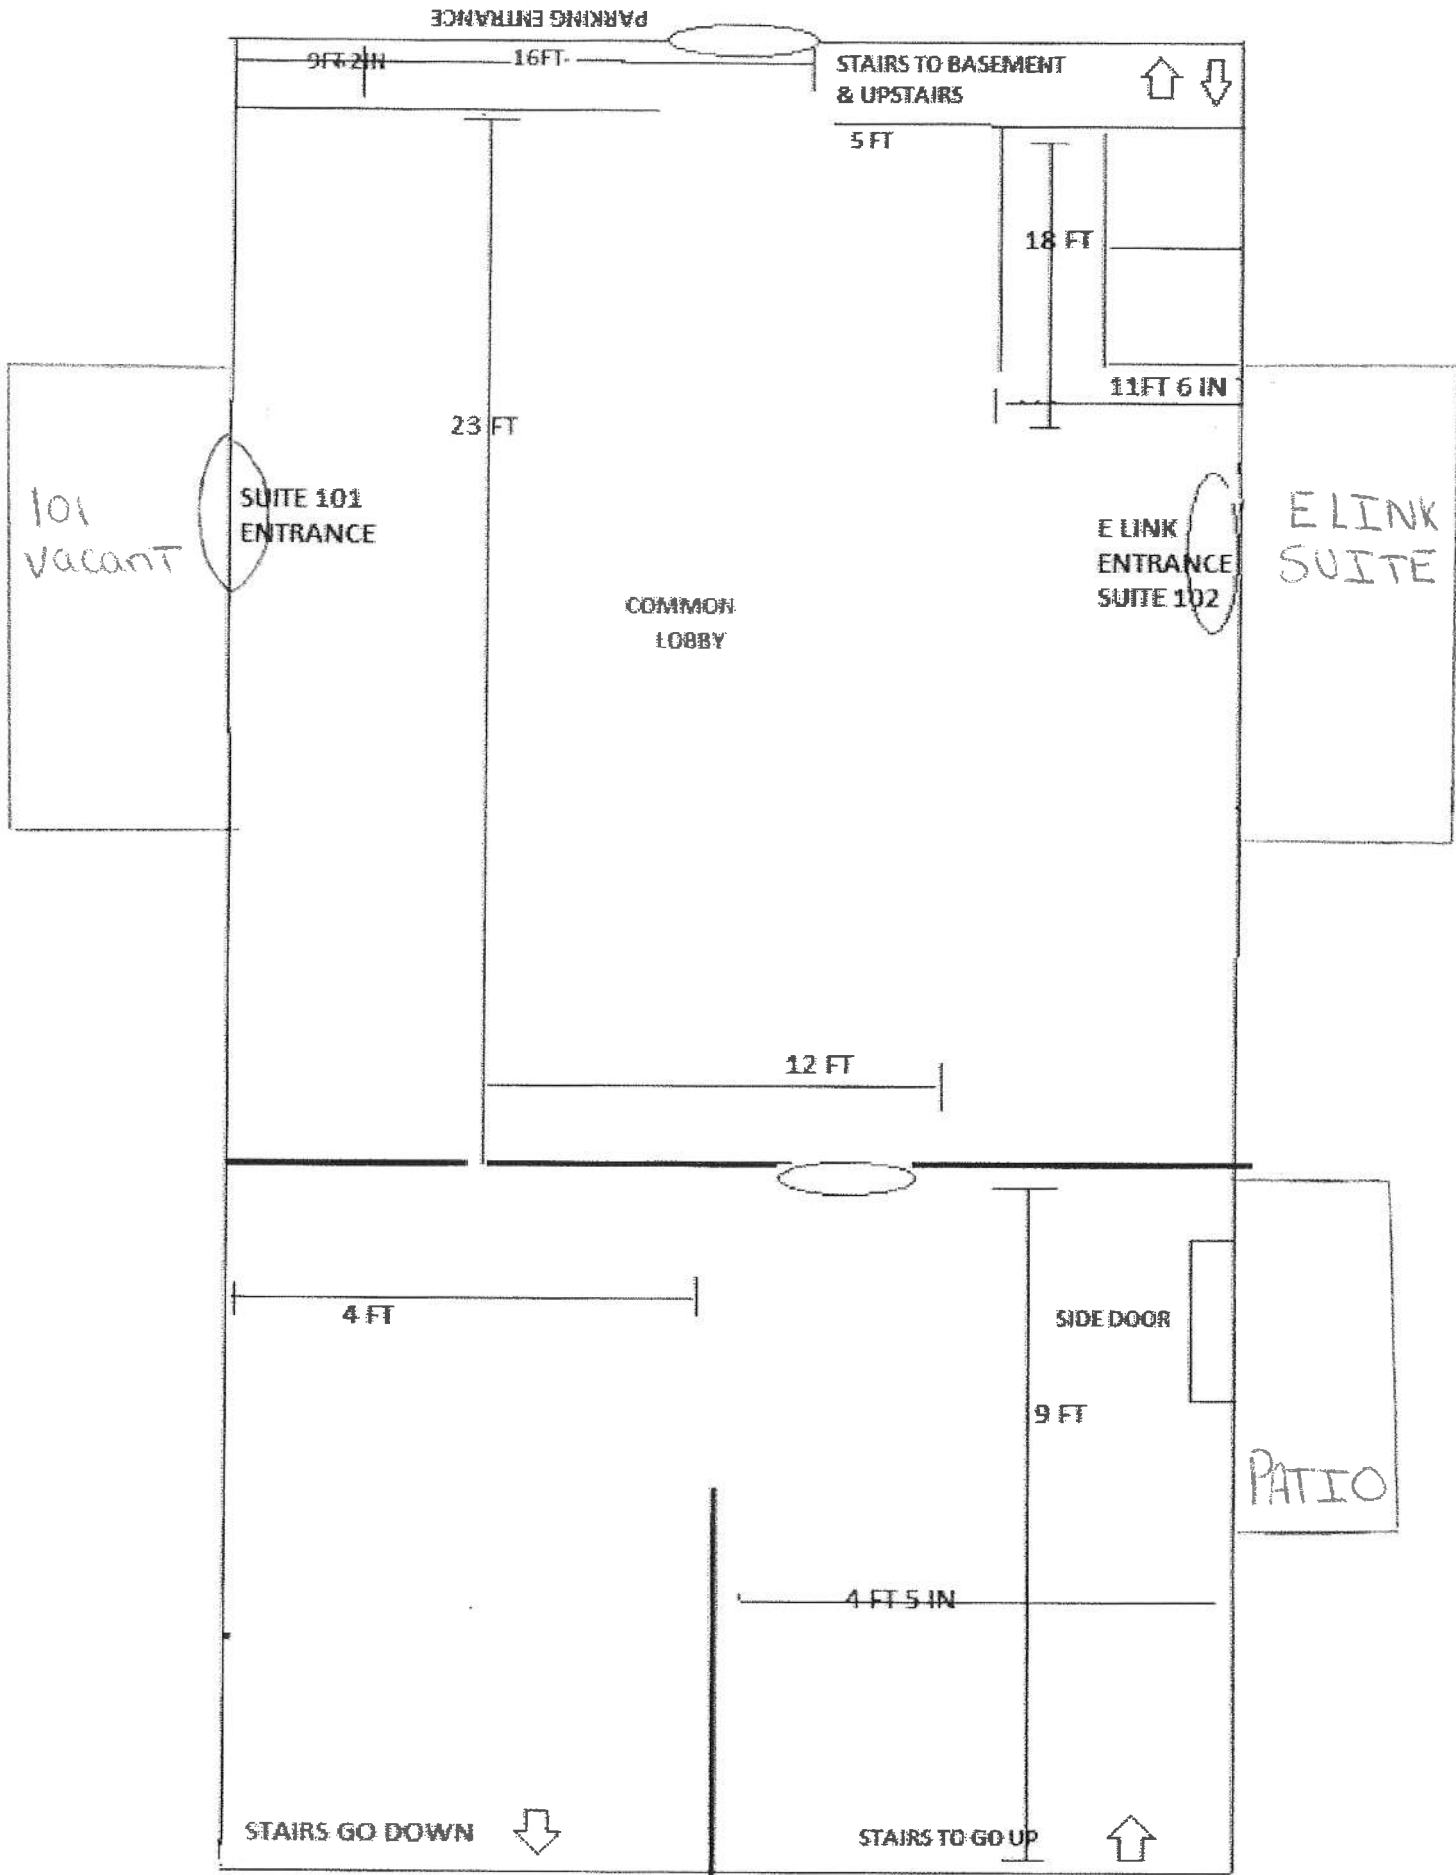 PARKING ENTRANCE
9FT 2IN
16FT
STAIRS TO BASEMENT
& UPSTAIRS
5 FT
18 FT
11FT 6 IN
23 FT
101
vacant
SUITE 101
ENTRANCE
E LINK
ENTRANCE
SUITE 102
E LINK
SUITE
COMMON
LOBBY
12 FT
4 FT
SIDE DOOR
9 FT
PATIO
4 FT 5 IN
STAIRS GO DOWN
STAIRS TO GO UP